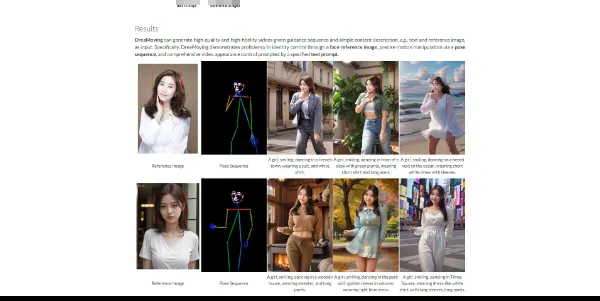 Results
DreaMoving can generate high-quality and high-fidelity videos given guidance sequence and simple content description, e.g., text and reference image,
as input. Specifically, DreaMoving demonstrates proficiency in identity control through a face reference image, precise motion manipulation via a pose
sequence, and comprehensive video appearance control prompted by a specified text prompt.
Reference Image
Pose Sequence
A girl, smiling, dancing in a French
town, wearing a suit, and white
shirt.
A girl, smiling, dancing in front of a
with green plants, wearing
short shirt and long jeans.
A girl, smiling, dancing on a beach
next to the ocean, wearing short
white dress with sleeves.
Reference Image
Pose Sequence
A girl, smiling, dancing in a wooden
house, wearing sweater, and long
pants.
A girl, smiling, dancing in the park
with golden leaves in autumn,
wearing light blue dress.
A girl, smiling, dancing in Times
Square, wearing dress-like white
shirt, with long sleeves, long pants.